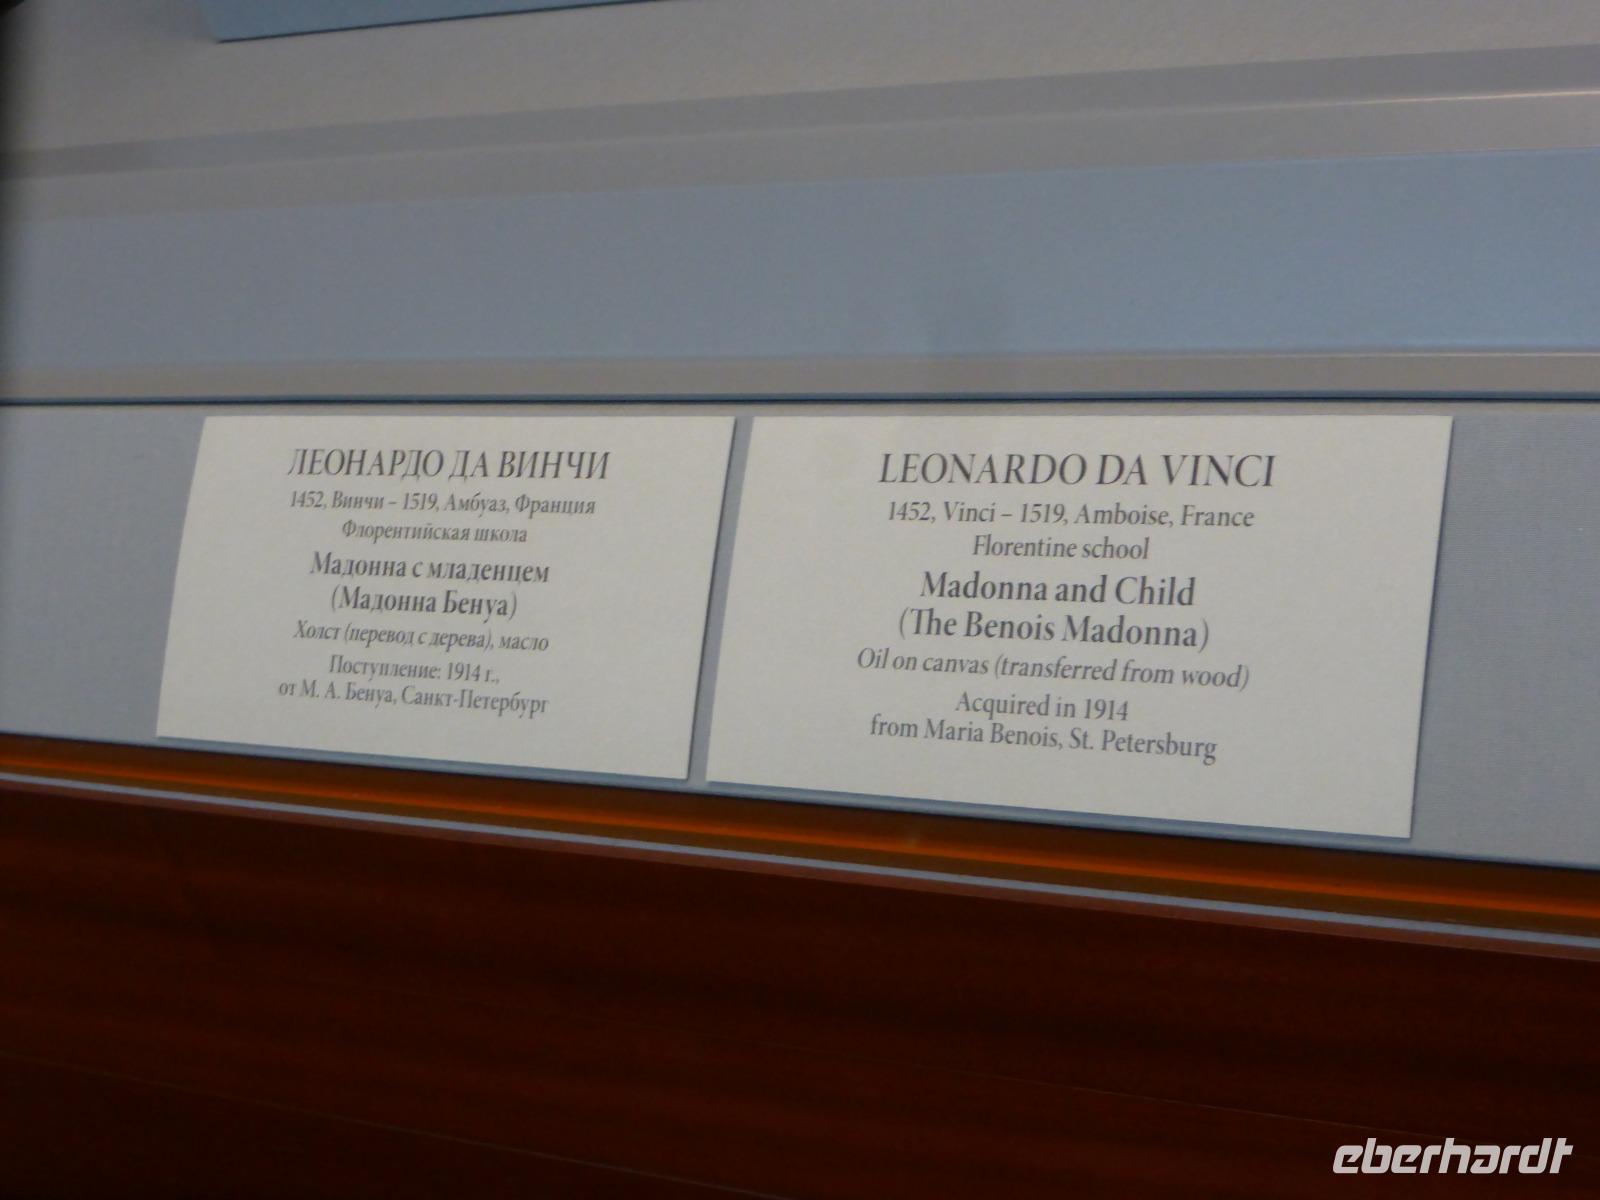 ЛЕОНАРДО ДА ВИНЧИ
1452, Винчи – 1519, Амбуаз, Франция
Флорентийская школа
Мадонна с младенцем
(Мадонна Бенуа)
Холст (перевод с дерева), масло
Поступление: 1914 г.,
от М. А. Бенуа, Санкт-Петербург
LEONARDO DA VINCI
1452, Vinci – 1519, Amboise, France
Florentine school
Madonna and Child
(The Benois Madonna)
Oil on canvas (transferred from wood)
Acquired in 1914
from Maria Benois, St. Petersburg
eberhardt